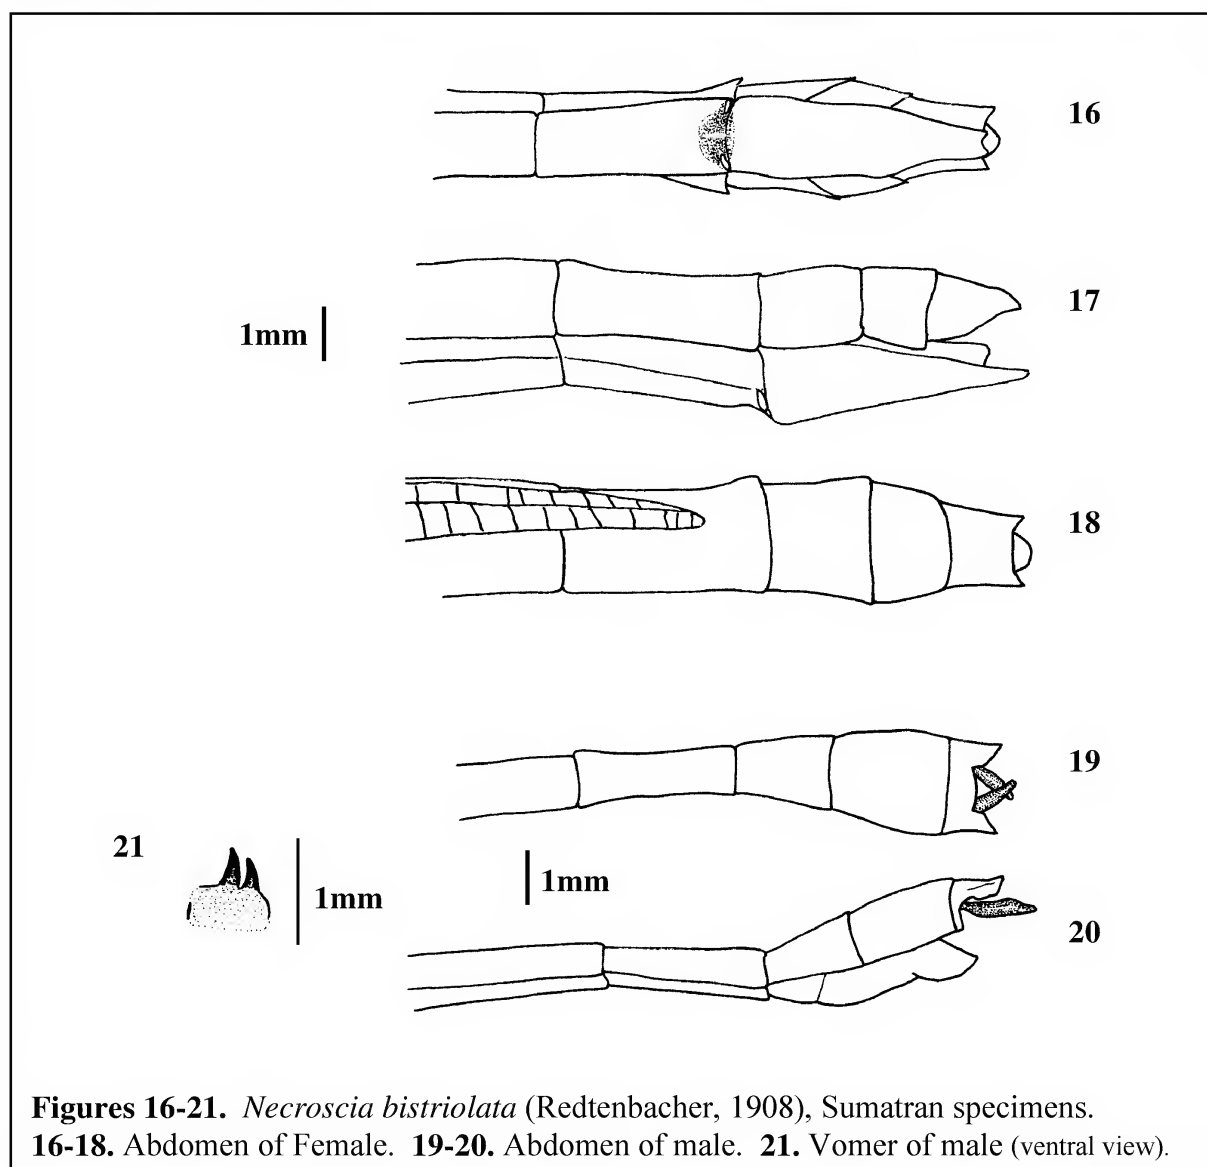 16
17
1mm
18
19
21
1mm
1mm
20
Figures 16-21. Necroscia bistriolata (Redtenbacher, 1908), Sumatran specimens.
16-18. Abdomen of Female. 19-20. Abdomen of male. 21. Vomer of male (ventral view).